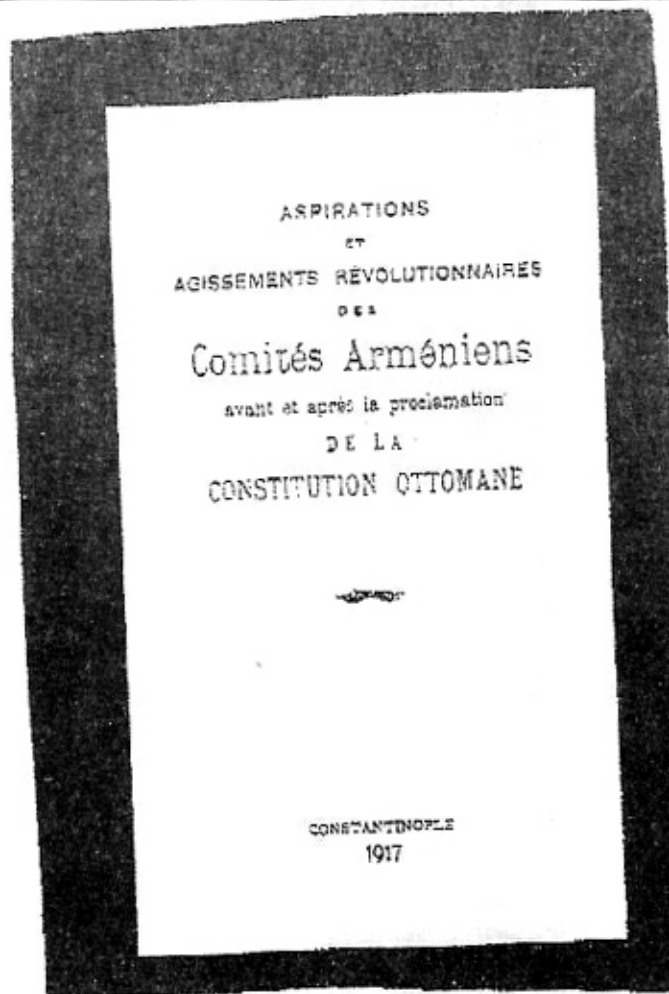 ASPIRATIONS
ET
AGISSEMENTS RÉVOLUTIONNAIRES
DES
Comités Arméniens
avant et après la proclamation
DE LA
CONSTITUTION OTTOMANE
CONSTANTINOPLE
1917